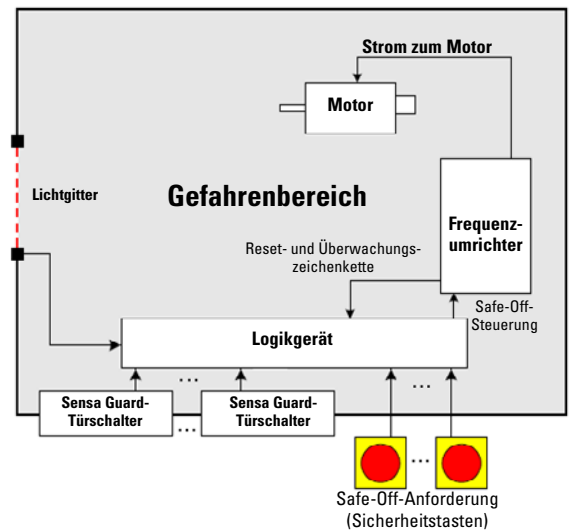 Strom zum Motor
Motor
Lichtgitter
Gefahrenbereich
Frequenz-
umrichter
Reset- und Überwachungs-
zeichenkette
Safe-Off-
Steuerung
Logikgerät
...
...
Sensa Guard-
Türschalter
...
Sensa Guard-
Türschalter
...
Safe-Off-Anforderung
(Sicherheitstasten)